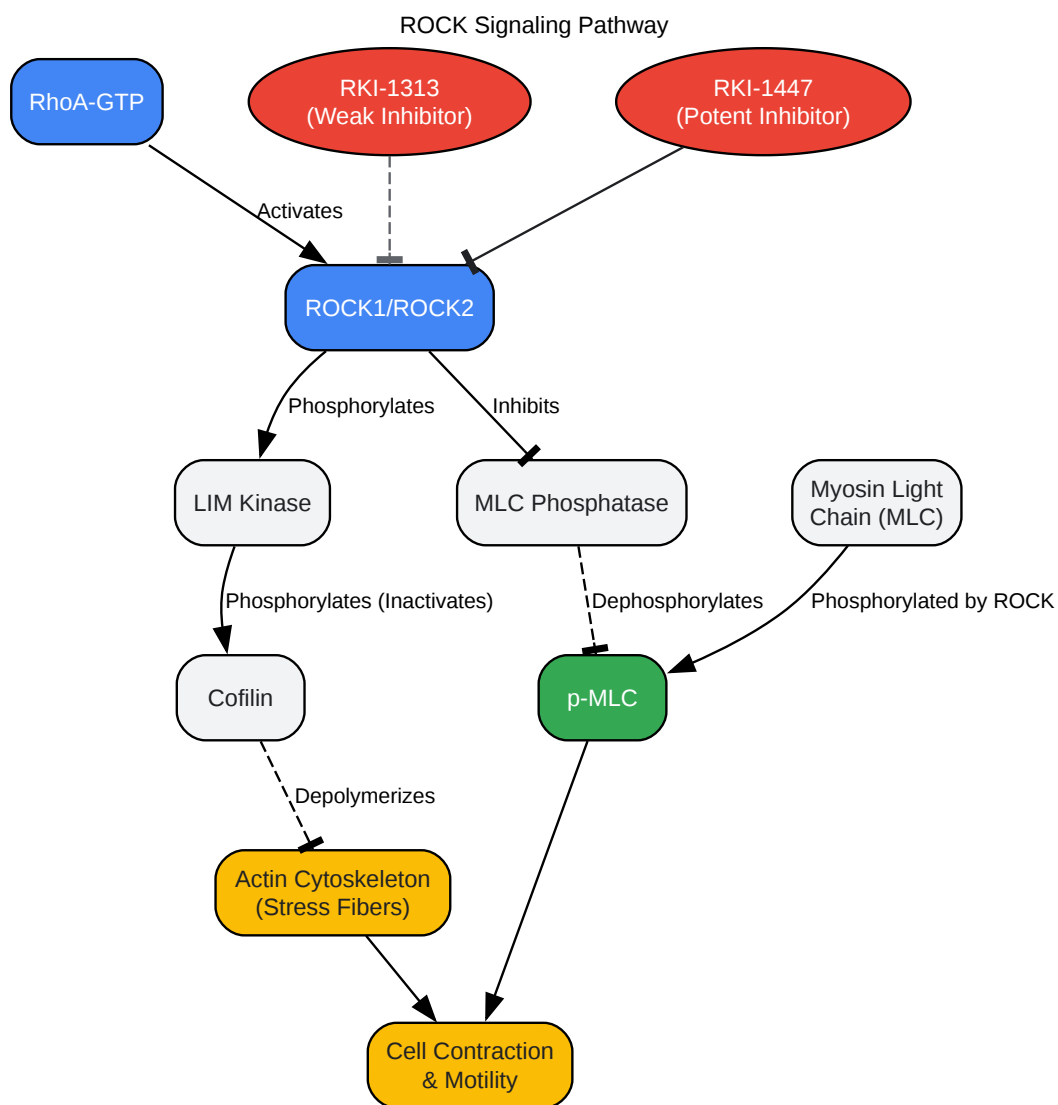 ROCK Signaling Pathway
RhoA-GTP
RKI-1313
(Weak Inhibitor)
RKI-1447
(Potent Inhibitor)
Activates
ROCK1/ROCK2
Phosphorylates
Inhibits
LIM Kinase
MLC Phosphatase
Myosin Light
Chain (MLC)
Phosphorylates (Inactivates)
Dephosphorylates
Phosphorylated by ROCK
Cofilin
p-MLC
Depolymerizes
Actin Cytoskeleton
(Stress Fibers)
Cell Contraction
& Motility